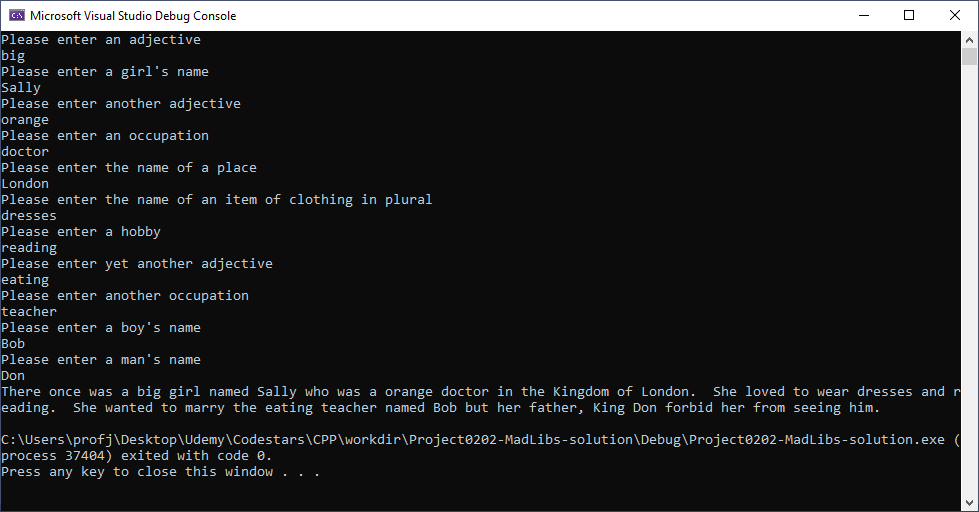 Microsoft Visual Studio Debug Console
Please enter an adjective
big
Please enter a girl's name
Sally
Please enter another adjective
orange
Please enter an occupation
doctor
Please enter the name of a place
London
Please enter the name of an item of clothing in plural
dresses
Please enter a hobby
reading
Please enter yet another adjective
eating
Please enter another occupation
teacher
Please enter a boy's name
Bob
Please enter a man's name
Don
There once was a big girl named Sally who was a orange doctor in the Kingdom of London.  She loved to wear dresses and r
eading.  She wanted to marry the eating teacher named Bob but her father, King Don forbid her from seeing him.
C:\Users\profj\Desktop\Udemy\Codestars\CPP\workdir\Project0202-MadLibs-solution\Debug\Project0202-MadLibs-solution.exe (
process 37404) exited with code 0.
Press any key to close this window . . .